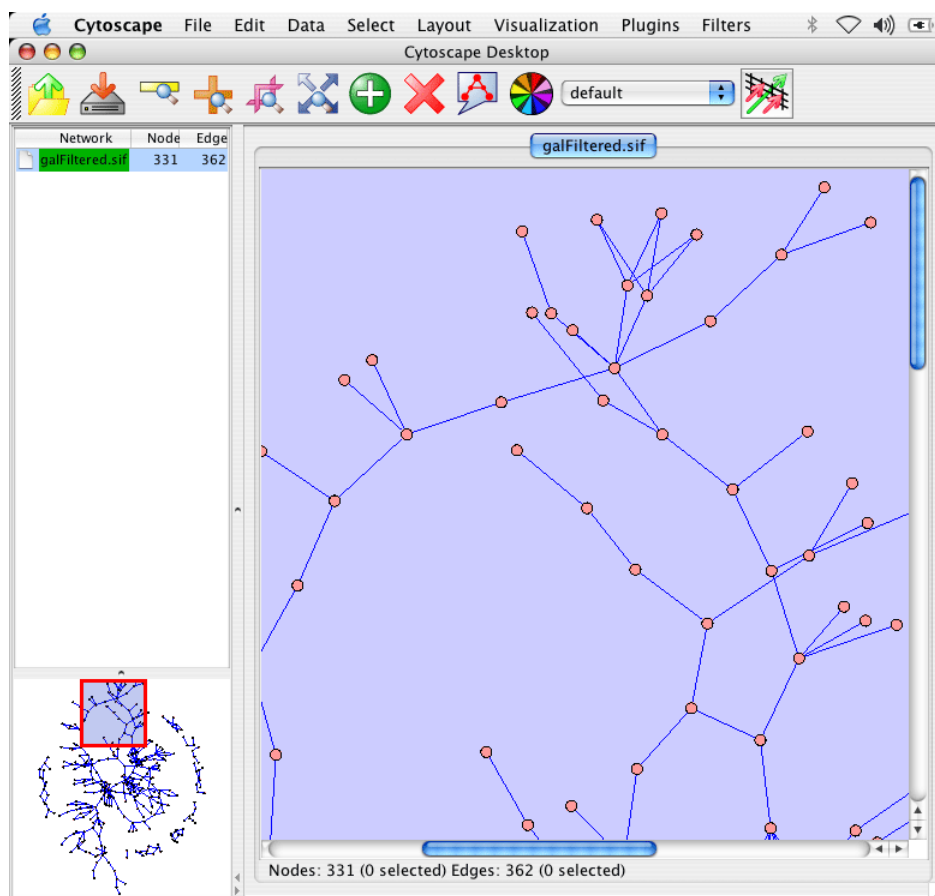 Cytoscape File Edit Data Select Layout Visualization Plugins Filters
Cytoscape Desktop
default
Network Node Edge
galFiltered.sif 331 362
galFiltered.sif
Nodes: 331 (0 selected) Edges: 362 (0 selected)